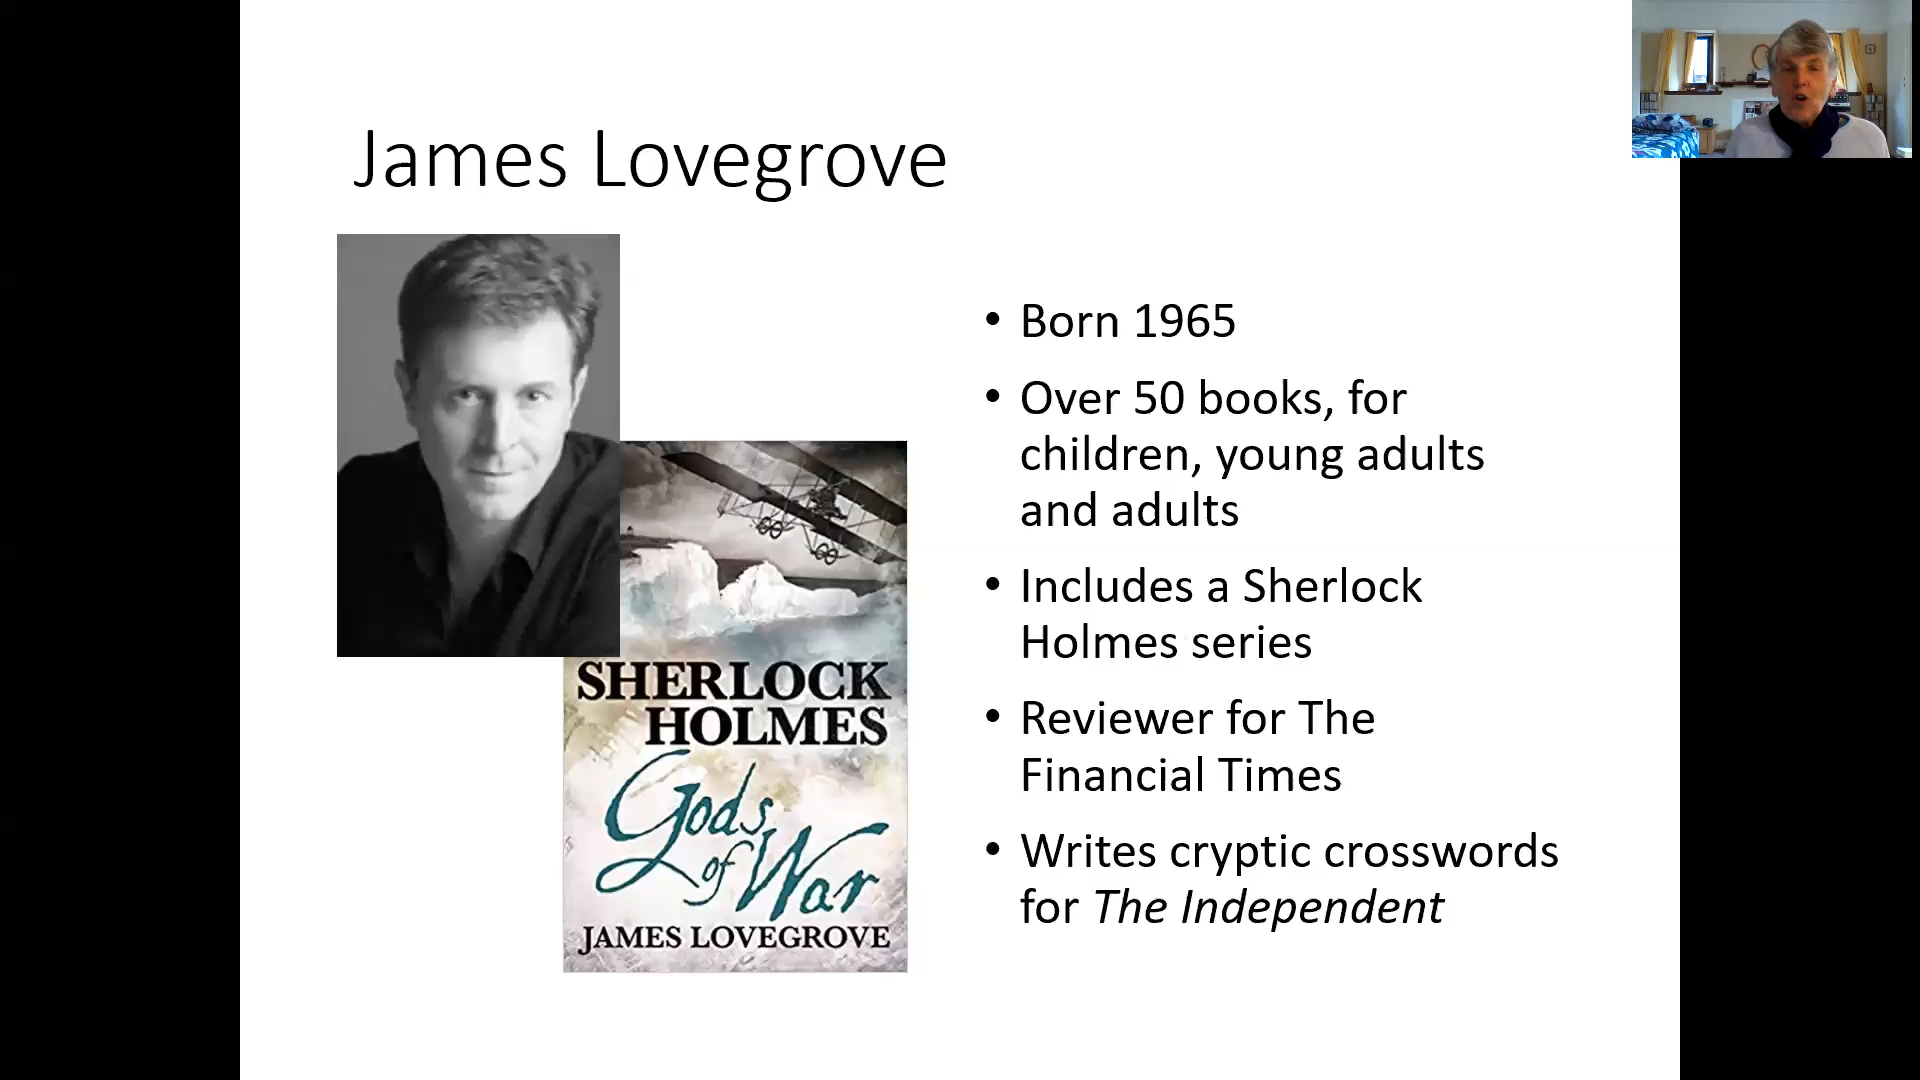 James Lovegrove
SHERLOCK
HOLMES
Gods
of War
JAMES LOVEGROVE
• Born 1965
• Over 50 books, for
children, young adults
and adults
• Includes a Sherlock
Holmes series
• Reviewer for The
Financial Times
• Writes cryptic crosswords
for The Independent